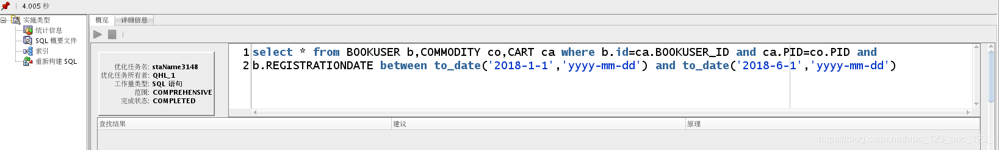 4.005 秒
实施类型
统计信息
SQL 概要文件
索引
重新构建 SQL
概览
详细信息
优化任务名: staName3148
优化任务所有者: QHL_1
工作量类型: SQL 语句
范围: COMPREHENSIVE
完成状态: COMPLETED
1 select * from BOOKUSER b,COMMODITY co,CART ca where b.id=ca.BOOKUSER_ID and ca.PID=co.PID and
2 b.REGISTRATIONDATE between to_date('2018-1-1','yyyy-mm-dd') and to_date('2018-6-1','yyyy-mm-dd')
查找结果 建议 原理
https://blog.csdn.net/abc_123_abc_123_